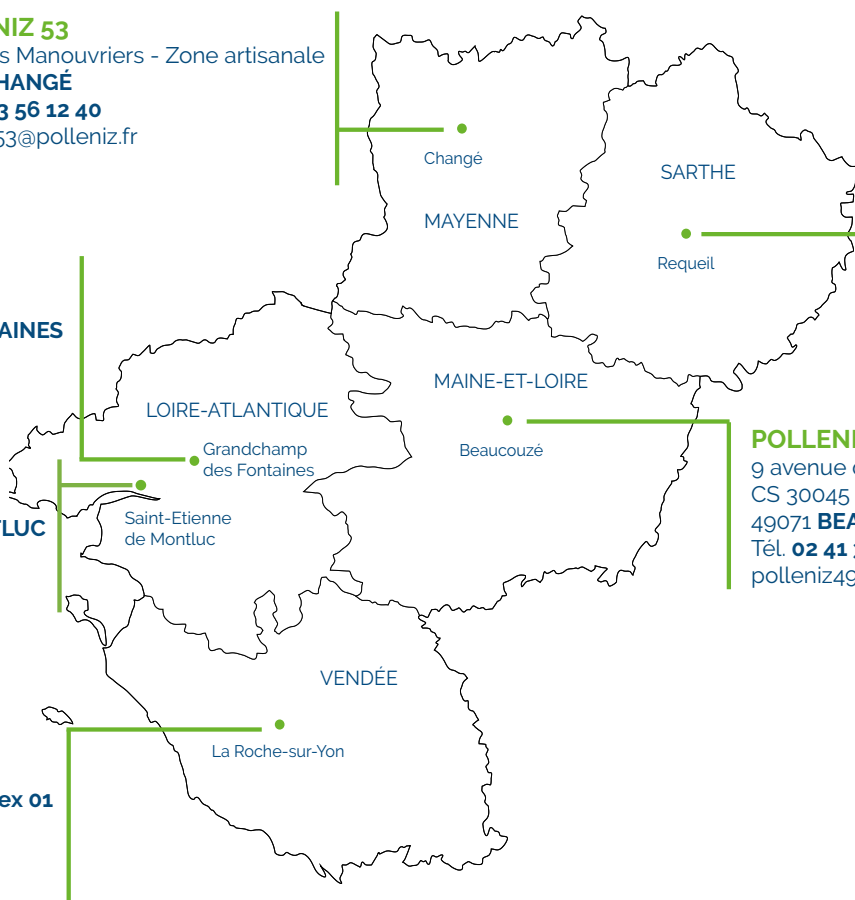 NIZ 53
s Manouvriers - Zone artisanale
HANGÉ
3 56 12 40
53@polleniz.fr
Changé
MAYENNE
SARTHE
Requeil
AINES
LOIRE-ATLANTIQUE
Grandchamp
des Fontaines
MAINE-ET-LOIRE
Beaucouzé
Saint-Etienne
de Montluc
LUC
POLLENI
9 avenue
CS 30045
49071 BEA
Tél. 02 41
polleniz49
VENDÉE
La Roche-sur-Yon
ex 01